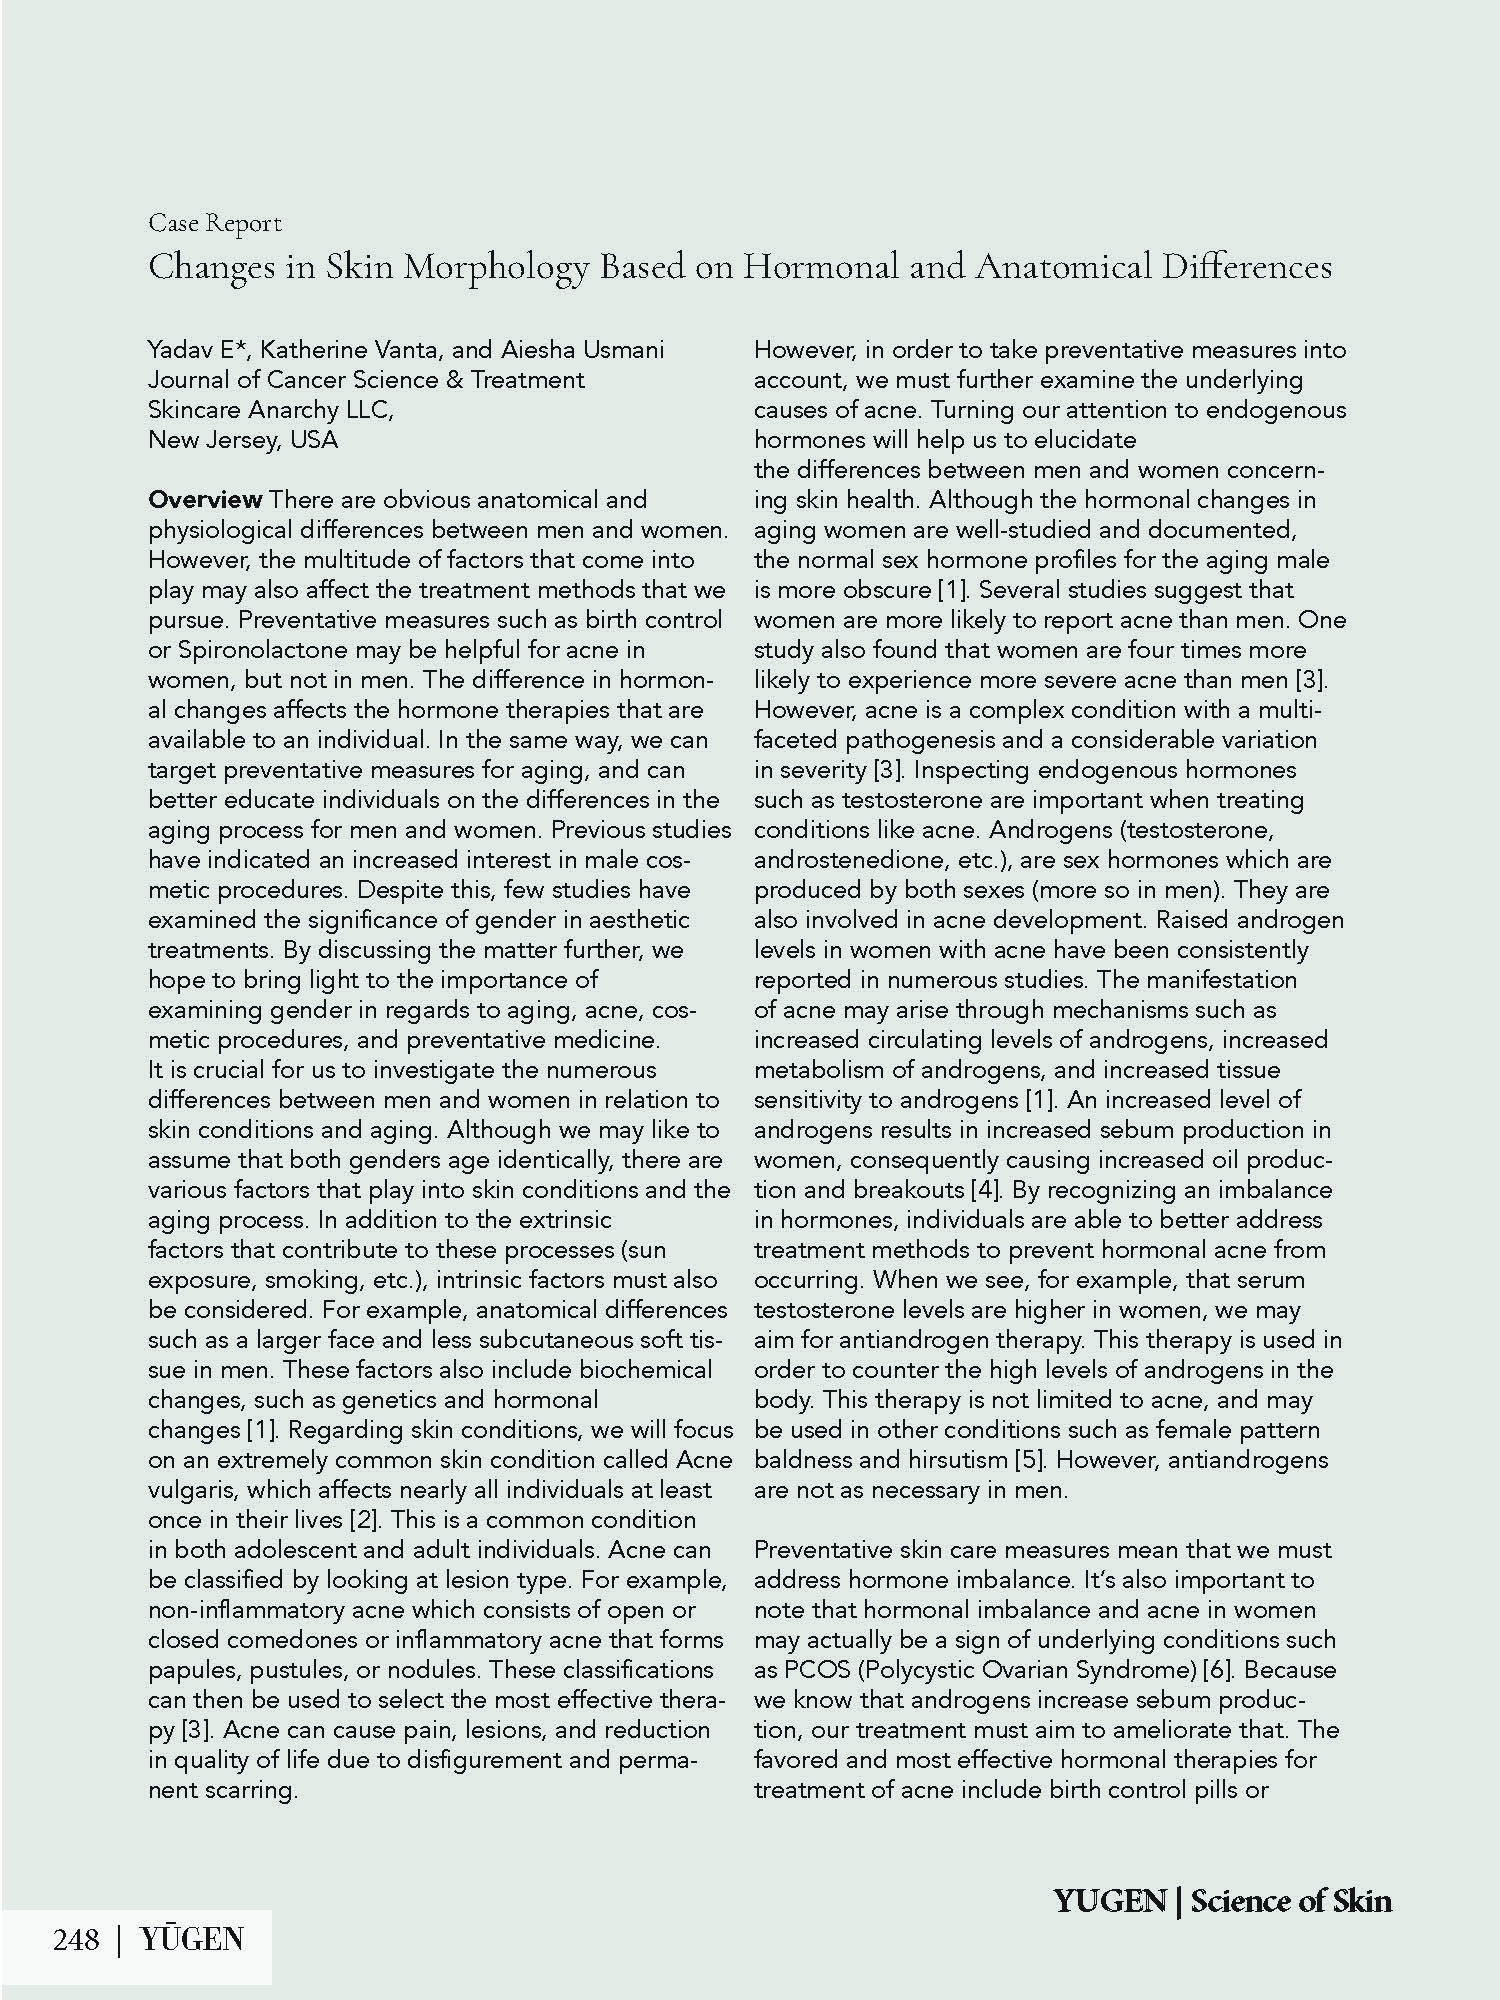 Case Report
Changes in Skin Morphology Based on Hormonal and Anatomical Differences
Yadav E*, Katherine Vanta, and Aiesha Usmani
Journal of Cancer Science & Treatment
Skincare Anarchy LLC,
New Jersey, USA
Overview There are obvious anatomical and
physiological differences between men and women.
However, the multitude of factors that come into
play may also affect the treatment methods that we
pursue. Preventative measures such as birth control
or Spironolactone may be helpful for acne in
women, but not in men. The difference in hormon-
al changes affects the hormone therapies that are
available to an individual. In the same way, we can
target preventative measures for aging, and can
better educate individuals on the differences in the
aging process for men and women. Previous studies
have indicated an increased interest in male cos-
metic procedures. Despite this, few studies have
examined the significance of gender in aesthetic
treatments. By discussing the matter further, we
hope to bring light to the importance of
examining gender in regards to aging, acne, cos-
metic procedures, and preventative medicine.
It is crucial for us to investigate the numerous
differences between men and women in relation to
skin conditions and aging. Although we may like to
assume that both genders age identically, there are
various factors that play into skin conditions and the
aging process. In addition to the extrinsic
factors that contribute to these processes (sun
exposure, smoking, etc.), intrinsic factors must also
be considered. For example, anatomical differences
such as a larger face and less subcutaneous soft tis-
sue in men. These factors also include biochemical
changes, such as genetics and hormonal
changes [1]. Regarding skin conditions, we will focus
on an extremely common skin condition called Acne
vulgaris, which affects nearly all individuals at least
once in their lives [2]. This is a common condition
in both adolescent and adult individuals. Acne can
be classified by looking at lesion type. For example,
non-inflammatory acne which consists of open or
closed comedones or inflammatory acne that forms
papules, pustules, or nodules. These classifications
can then be used to select the most effective thera-
py [3]. Acne can cause pain, lesions, and reduction
in quality of life due to disfigurement and perma-
nent scarring.
However, in order to take preventative measures into
account, we must further examine the underlying
causes of acne. Turning our attention to endogenous
hormones will help us to elucidate
the differences between men and women concern-
ing skin health. Although the hormonal changes in
aging women are well-studied and documented,
the normal sex hormone profiles for the aging male
is more obscure [1]. Several studies suggest that
women are more likely to report acne than men. One
study also found that women are four times more
likely to experience more severe acne than men [3].
However, acne is a complex condition with a multi-
faceted pathogenesis and a considerable variation
in severity [3]. Inspecting endogenous hormones
such as testosterone are important when treating
conditions like acne. Androgens (testosterone,
androstenedione, etc.), are sex hormones which are
produced by both sexes (more so in men). They are
also involved in acne development. Raised androgen
levels in women with acne have been consistently
reported in numerous studies. The manifestation
of acne may arise through mechanisms such as
increased circulating levels of androgens, increased
metabolism of androgens, and increased tissue
sensitivity to androgens [1]. An increased level of
androgens results in increased sebum production in
women, consequently causing increased oil produc-
tion and breakouts [4]. By recognizing an imbalance
in hormones, individuals are able to better address
treatment methods to prevent hormonal acne from
occurring. When we see, for example, that serum
testosterone levels are higher in women, we may
aim for antiandrogen therapy. This therapy is used in
order to counter the high levels of androgens in the
body. This therapy is not limited to acne, and may
be used in other conditions such as female pattern
baldness and hirsutism [5]. However, antiandrogens
are not as necessary in men.
Preventative skin care measures mean that we must
address hormone imbalance. It's also important to
note that hormonal imbalance and acne in women
may actually be a sign of underlying conditions such
as PCOS (Polycystic Ovarian Syndrome) [6]. Because
we know that androgens increase sebum produc-
tion, our treatment must aim to ameliorate that. The
favored and most effective hormonal therapies for
treatment of acne include birth control pills or
YUGEN | Science of Skin
248 | YŪGEN